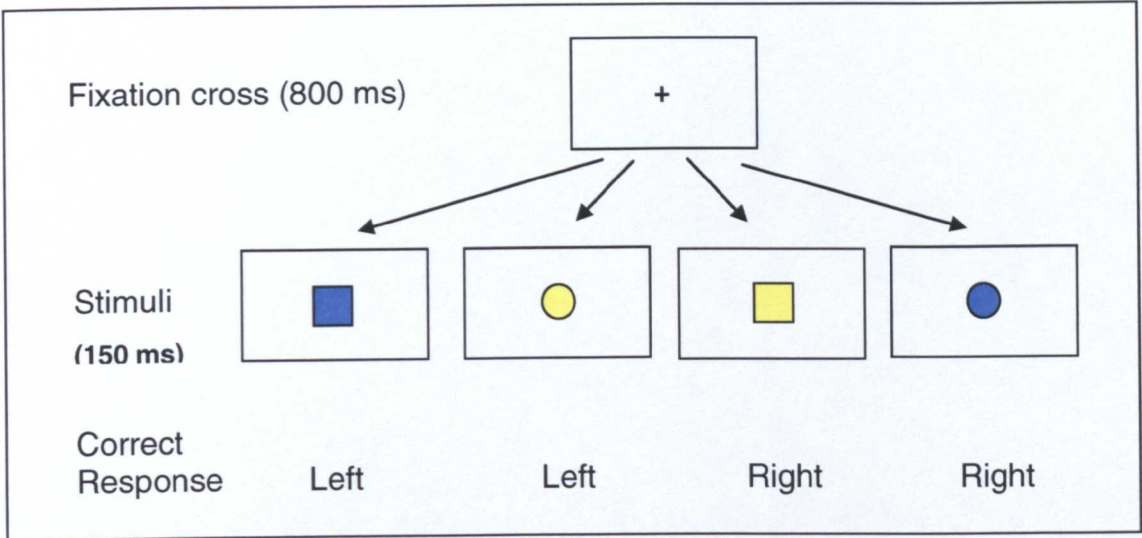 Fixation cross (800 ms)
+
Stimuli
(150 ms)
Correct
Response
Left
Left
Right
Right